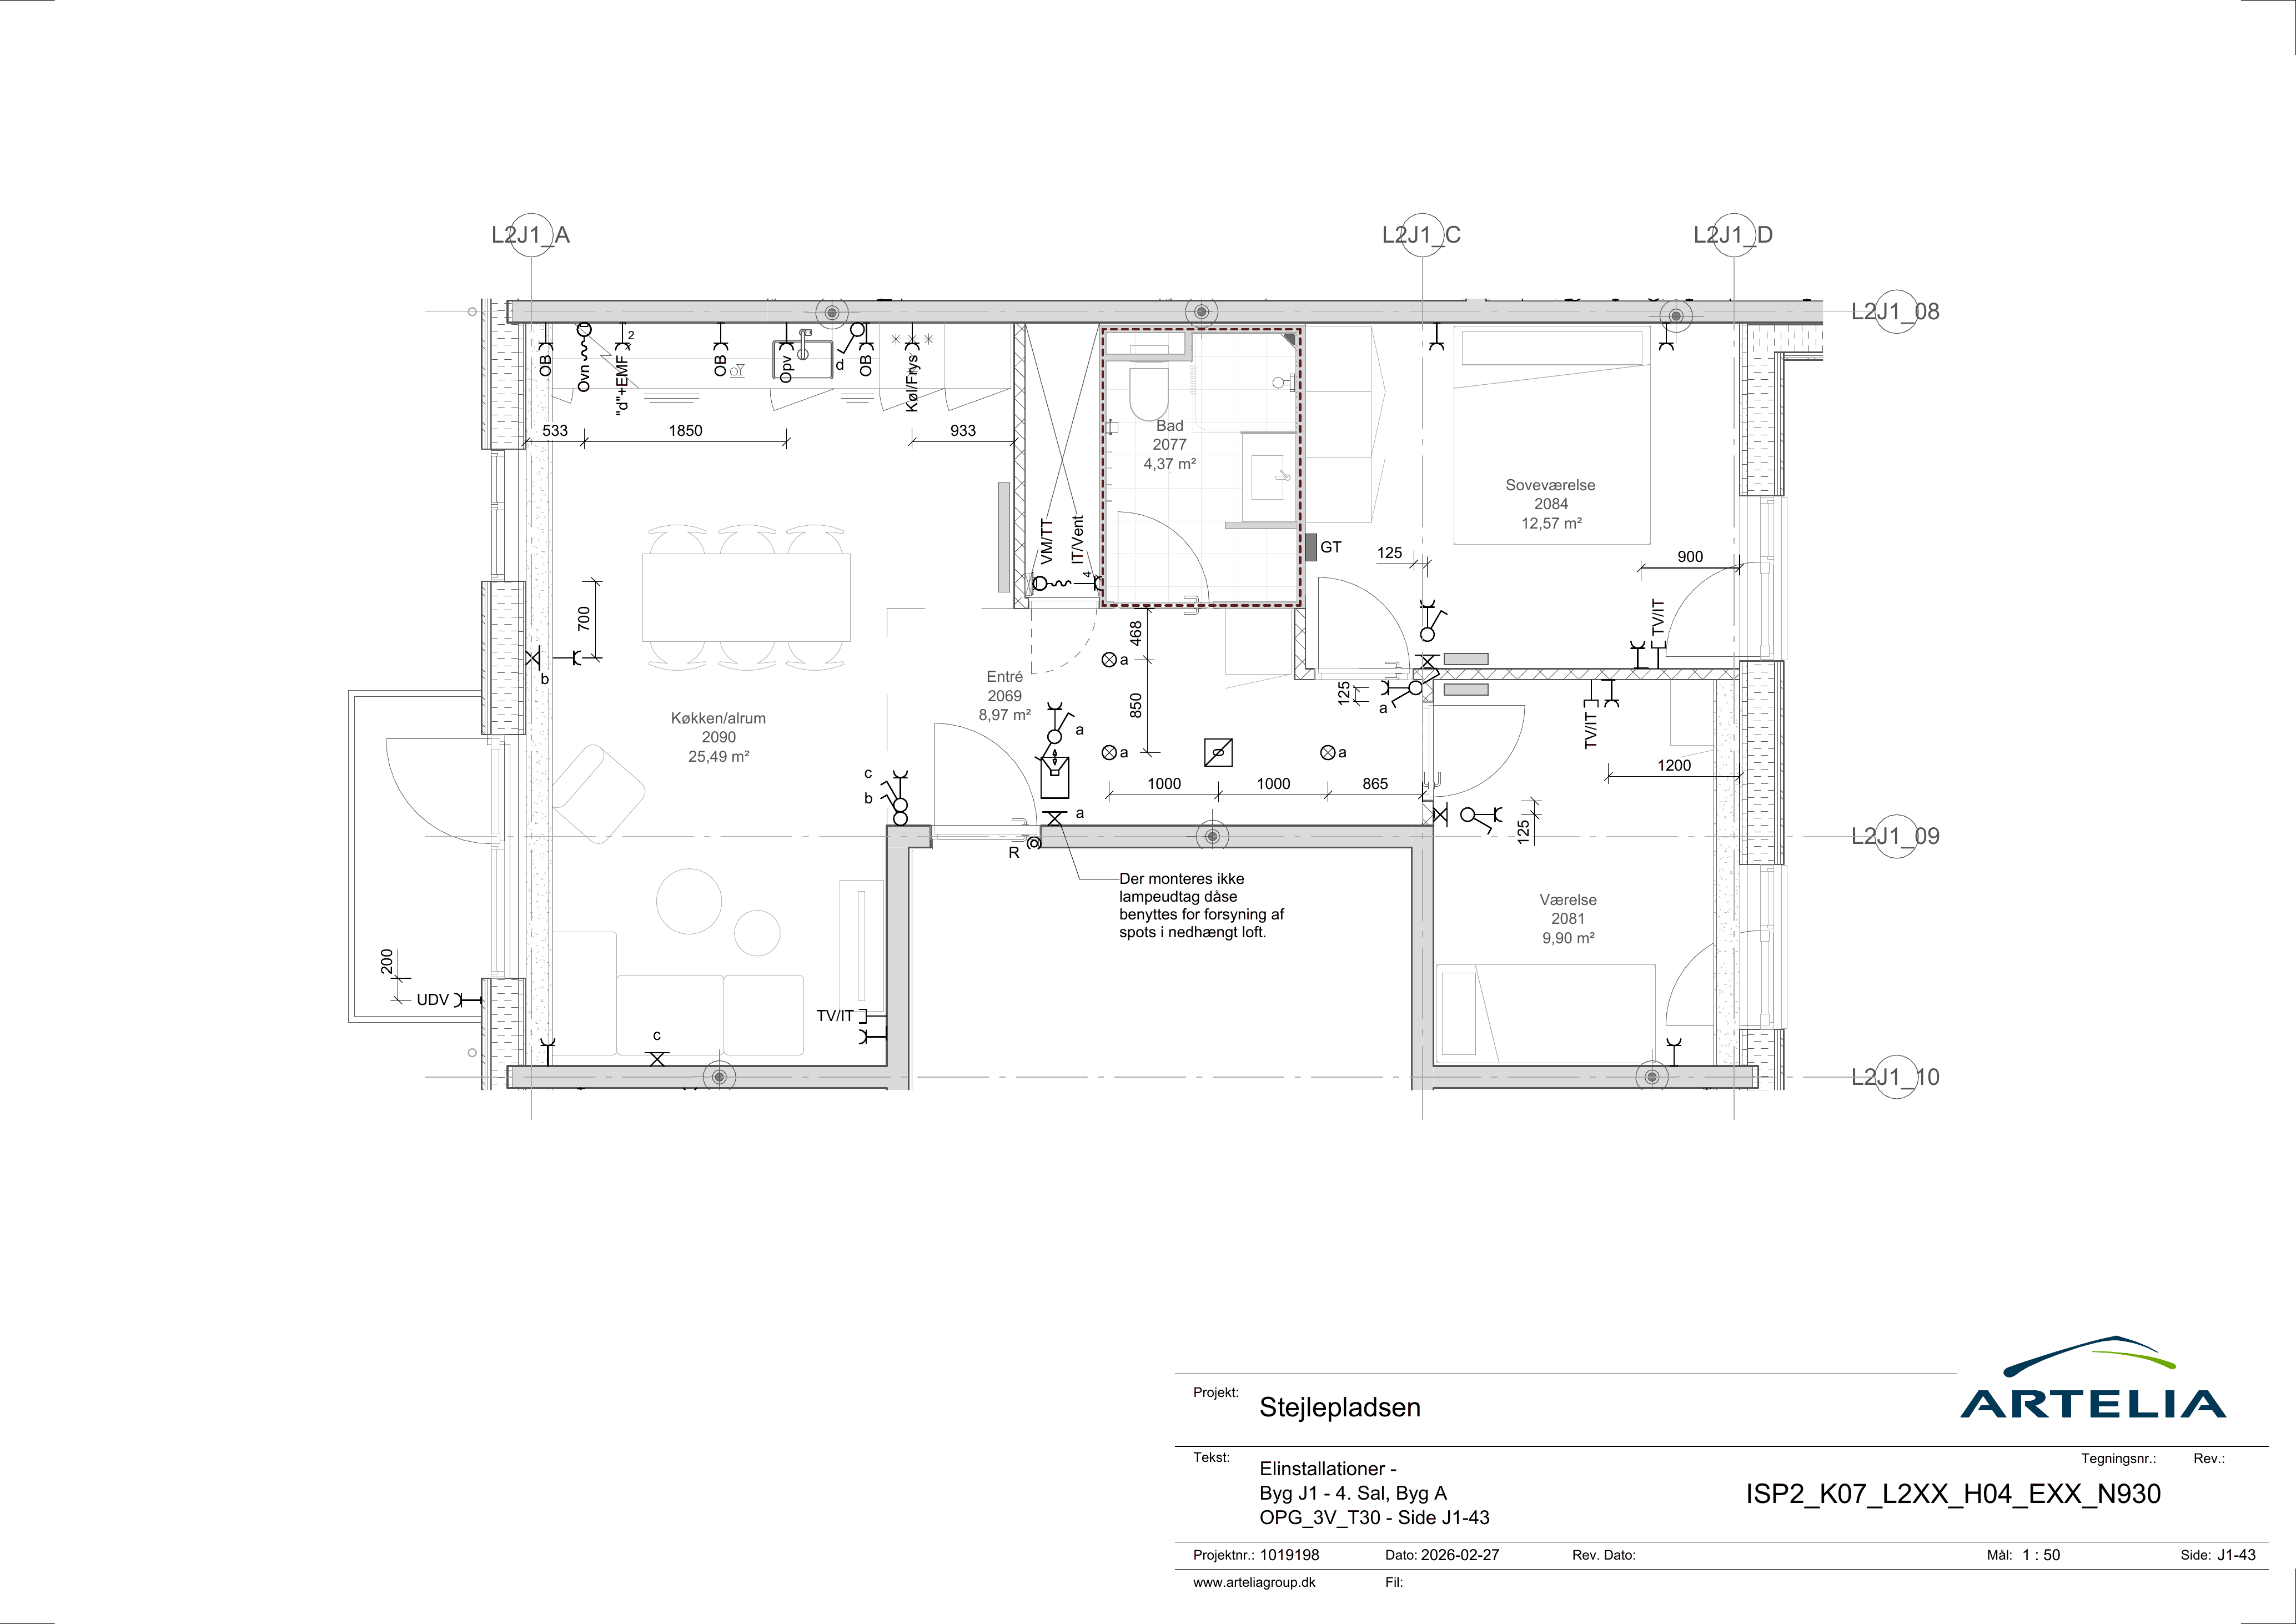 L2J1_A
L2J1_C
L2J1_D
L2J1_08
OB
Ovn
"d"+EMF
2
OB
Opv
d
OB
Køl/Frys
533
1850
933
Bad
2077
4,37 m²
Soveværelse
2084
12,57 m²
VM/TT
IT/Vent
4
GT
125
900
700
b
468
a
TV/IT
Entré
2069
8,97 m²
125
a
Køkken/alrum
2090
25,49 m²
850
a
a
a
TV/IT
1200
c
b
1000
1000
865
a
125
R
L2J1_09
Der monteres ikke
lampeudtag dåse
benyttes for forsyning af
spots i nedhængt loft.
Værelse
2081
9,90 m²
200
UDV
TV/IT
c
L2J1_10
ARTELIA
Projekt:
Stejlepladsen
Tekst:
Elinstallationer -
Byg J1 - 4. Sal, Byg A
OPG_3V_T30 - Side J1-43
Tegningsnr.:
Rev.:
ISP2_K07_L2XX_H04_EXX_N930
Projektnr.: 1019198
Dato: 2026-02-27
Rev. Dato:
Mål: 1 : 50
Side: J1-43
www.arteliagroup.dk
Fil: